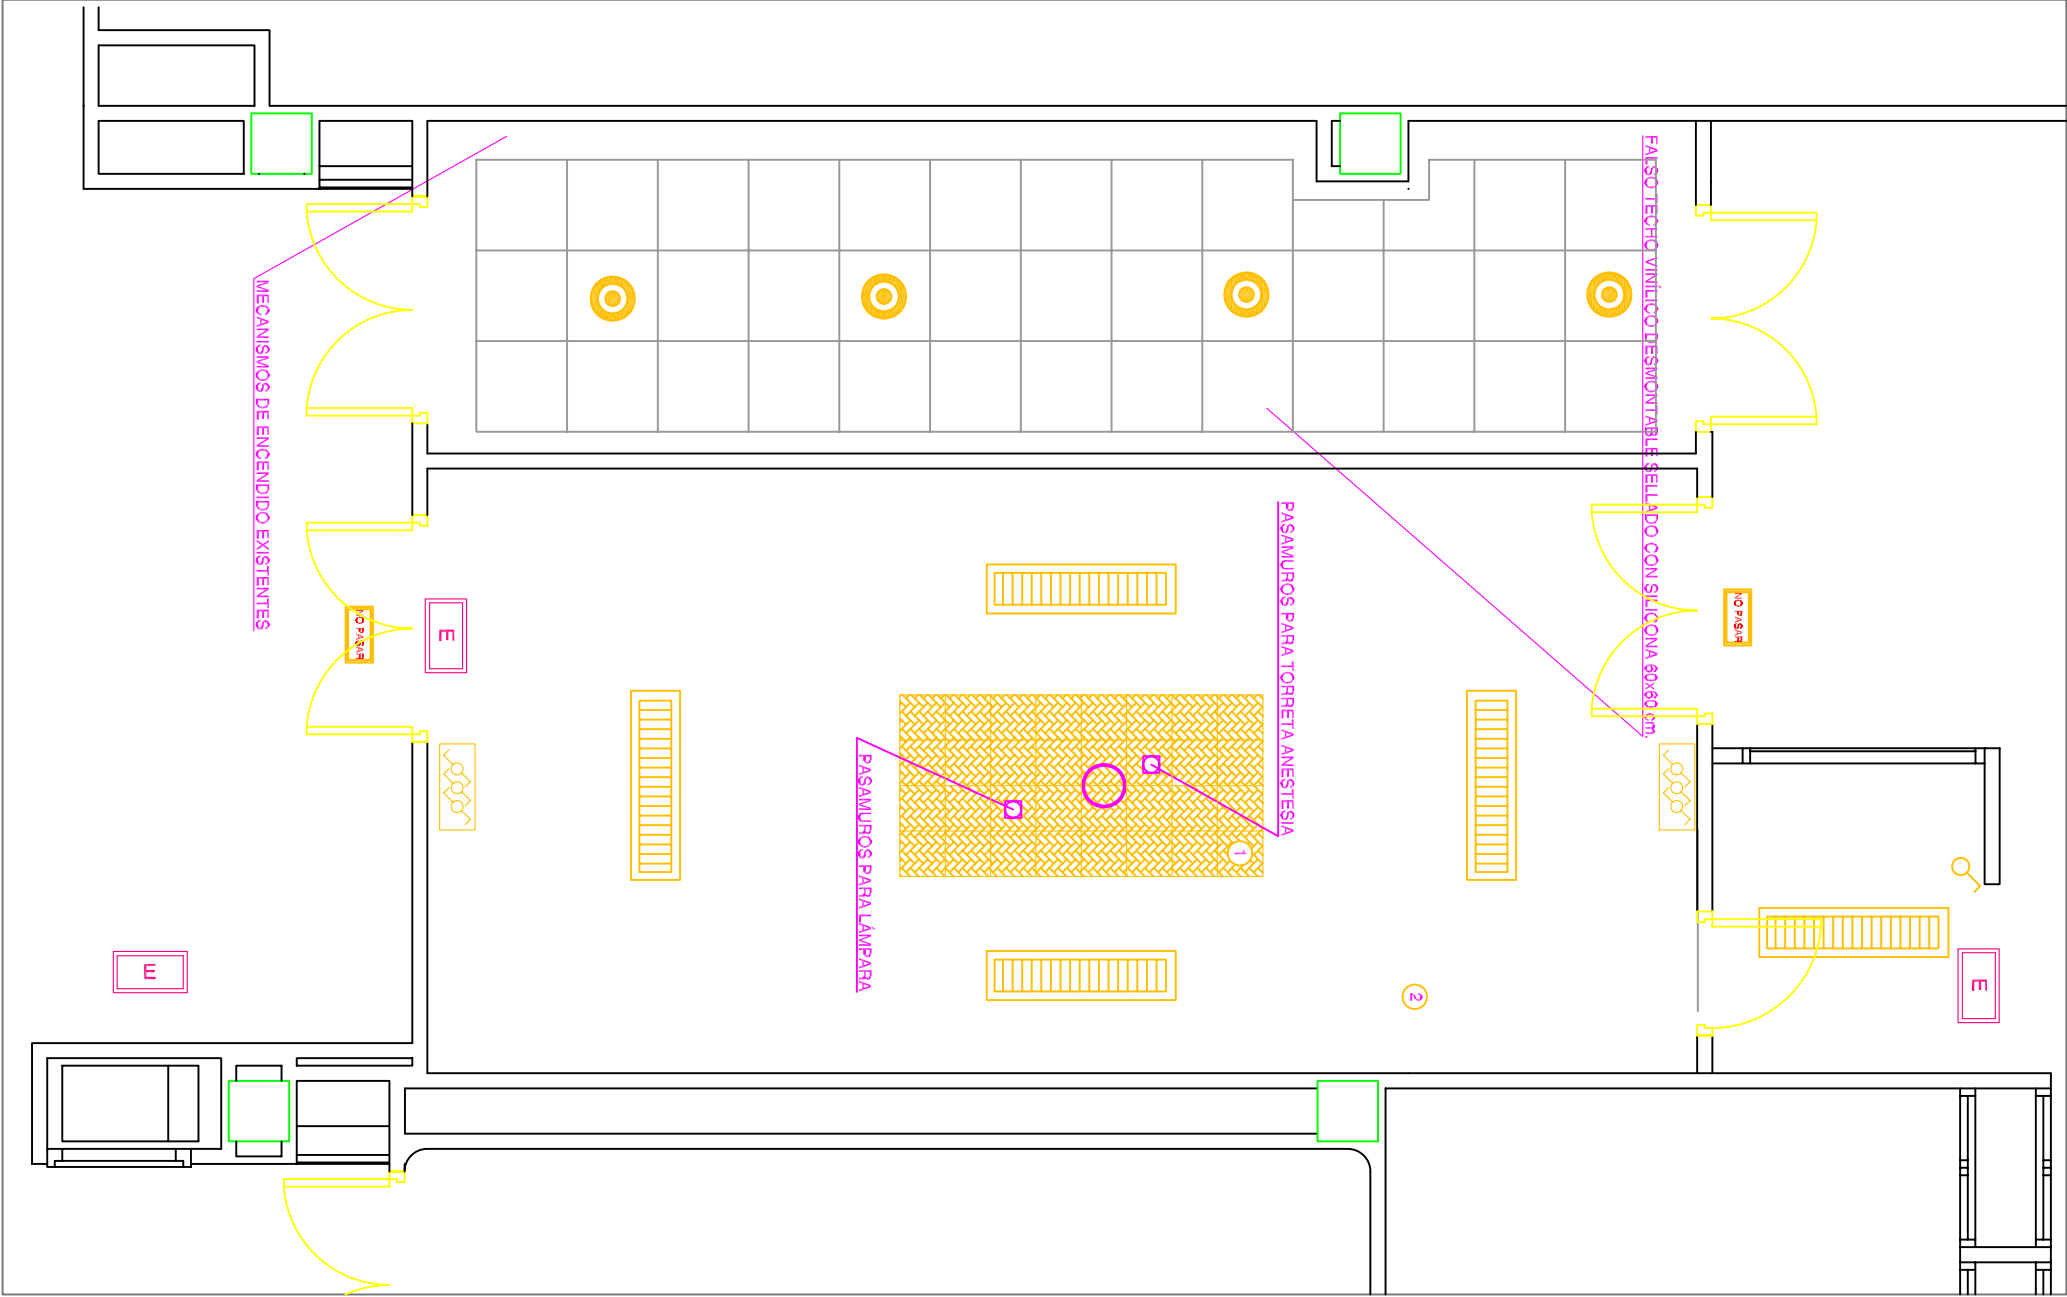 FALSO TECHO VINÍLICO DESMONTABLE SELLADO CON SILICONA 60x60 cm.
MECANISMOS DE ENCENDIDO EXISTENTES
PASAMUROS PARA TORRETA ANESTESIA
PASAMUROS PARA LÁMPARA
NO PASAR
E
NO PASAR
1
2
E
E